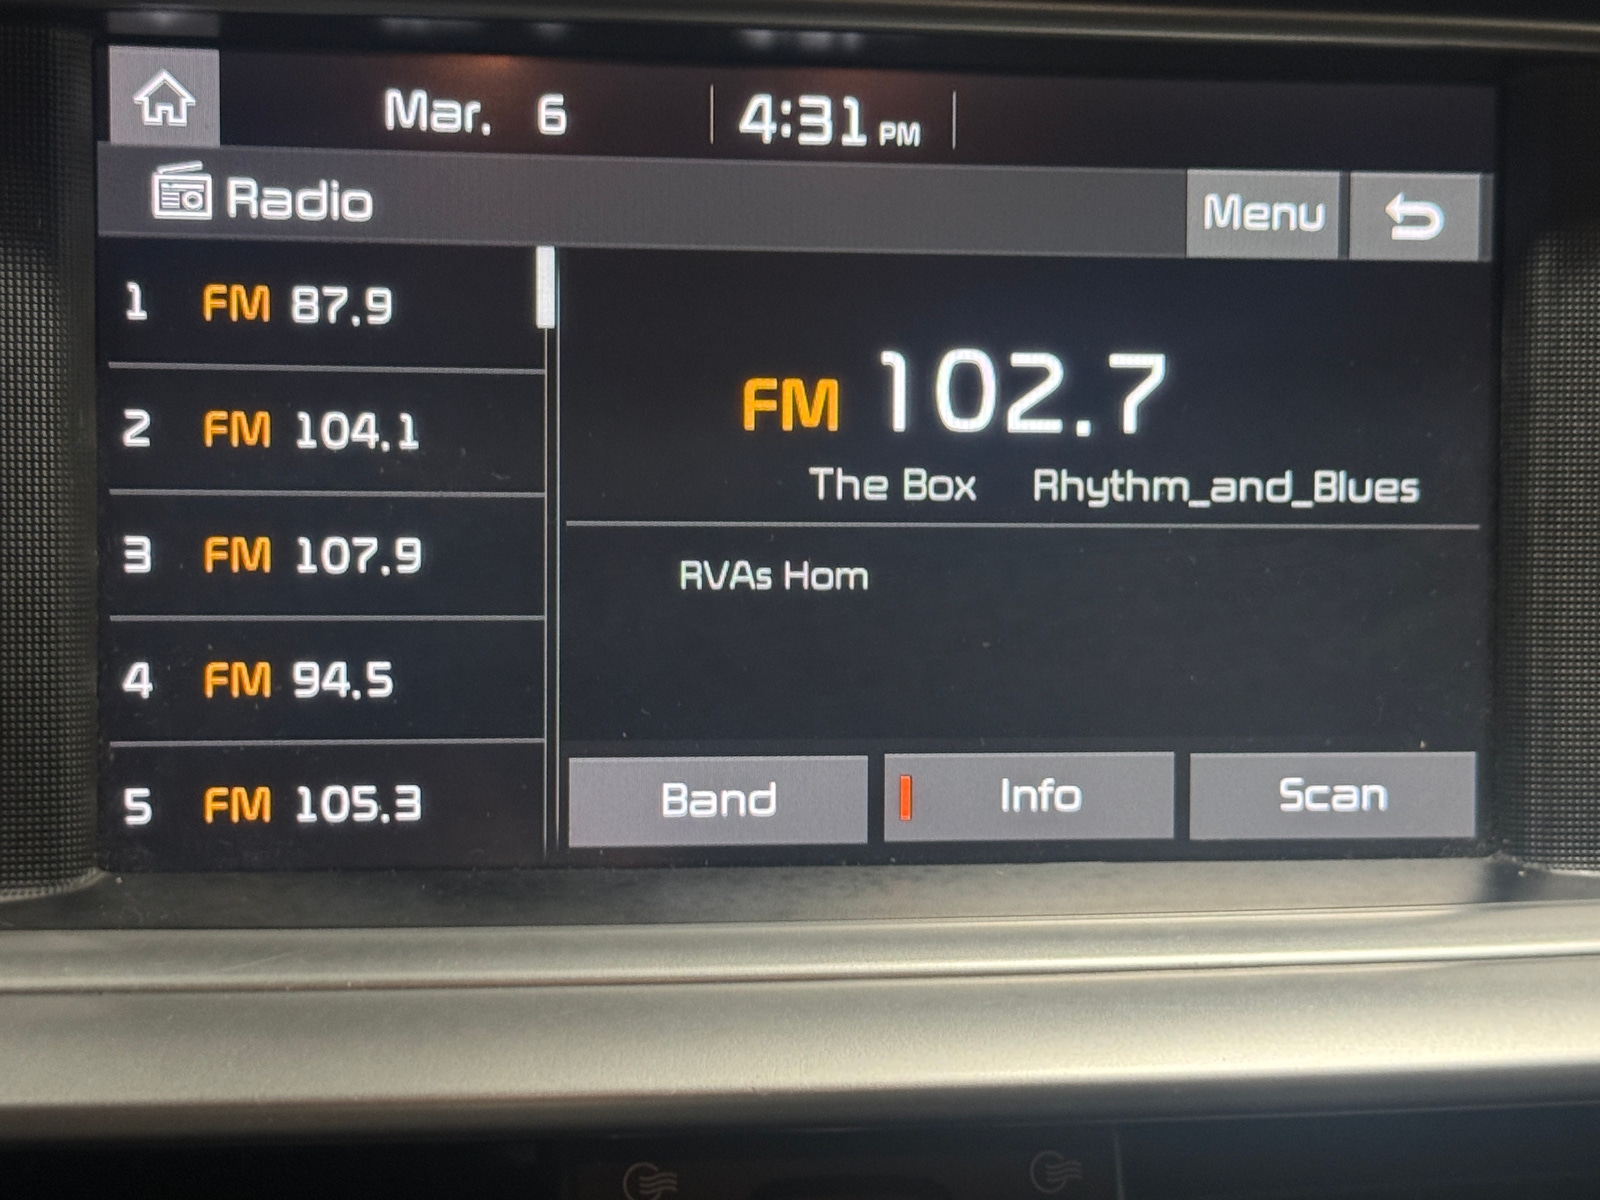 Mar. 6 4:31 PM
Radio Menu
1 FM 87.9
2 FM 104.1
3 FM 107.9
4 FM 94.5
5 FM 105.3
FM 102.7
The Box Rhythm_and_Blues
RVAs Hom
Band Info Scan